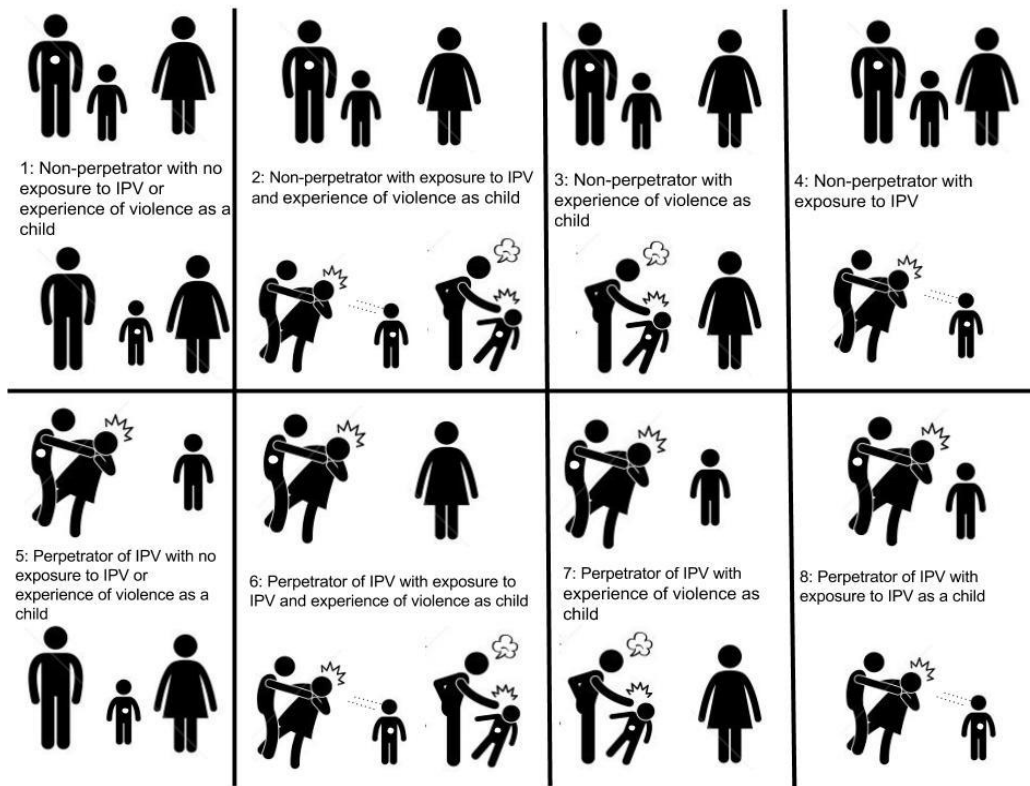 1: Non-perpetrator with no
exposure to IPV or
experience of violence as a
child
2: Non-perpetrator with exposure to IPV
and experience of violence as child
3: Non-perpetrator with
experience of violence as
child
4: Non-perpetrator with
exposure to IPV
5: Perpetrator of IPV with no
exposure to IPV or
experience of violence as a
child
6: Perpetrator of IPV with exposure to
IPV and experience of violence as child
7: Perpetrator of IPV with
experience of violence as
child
8: Perpetrator of IPV with
exposure to IPV as a child